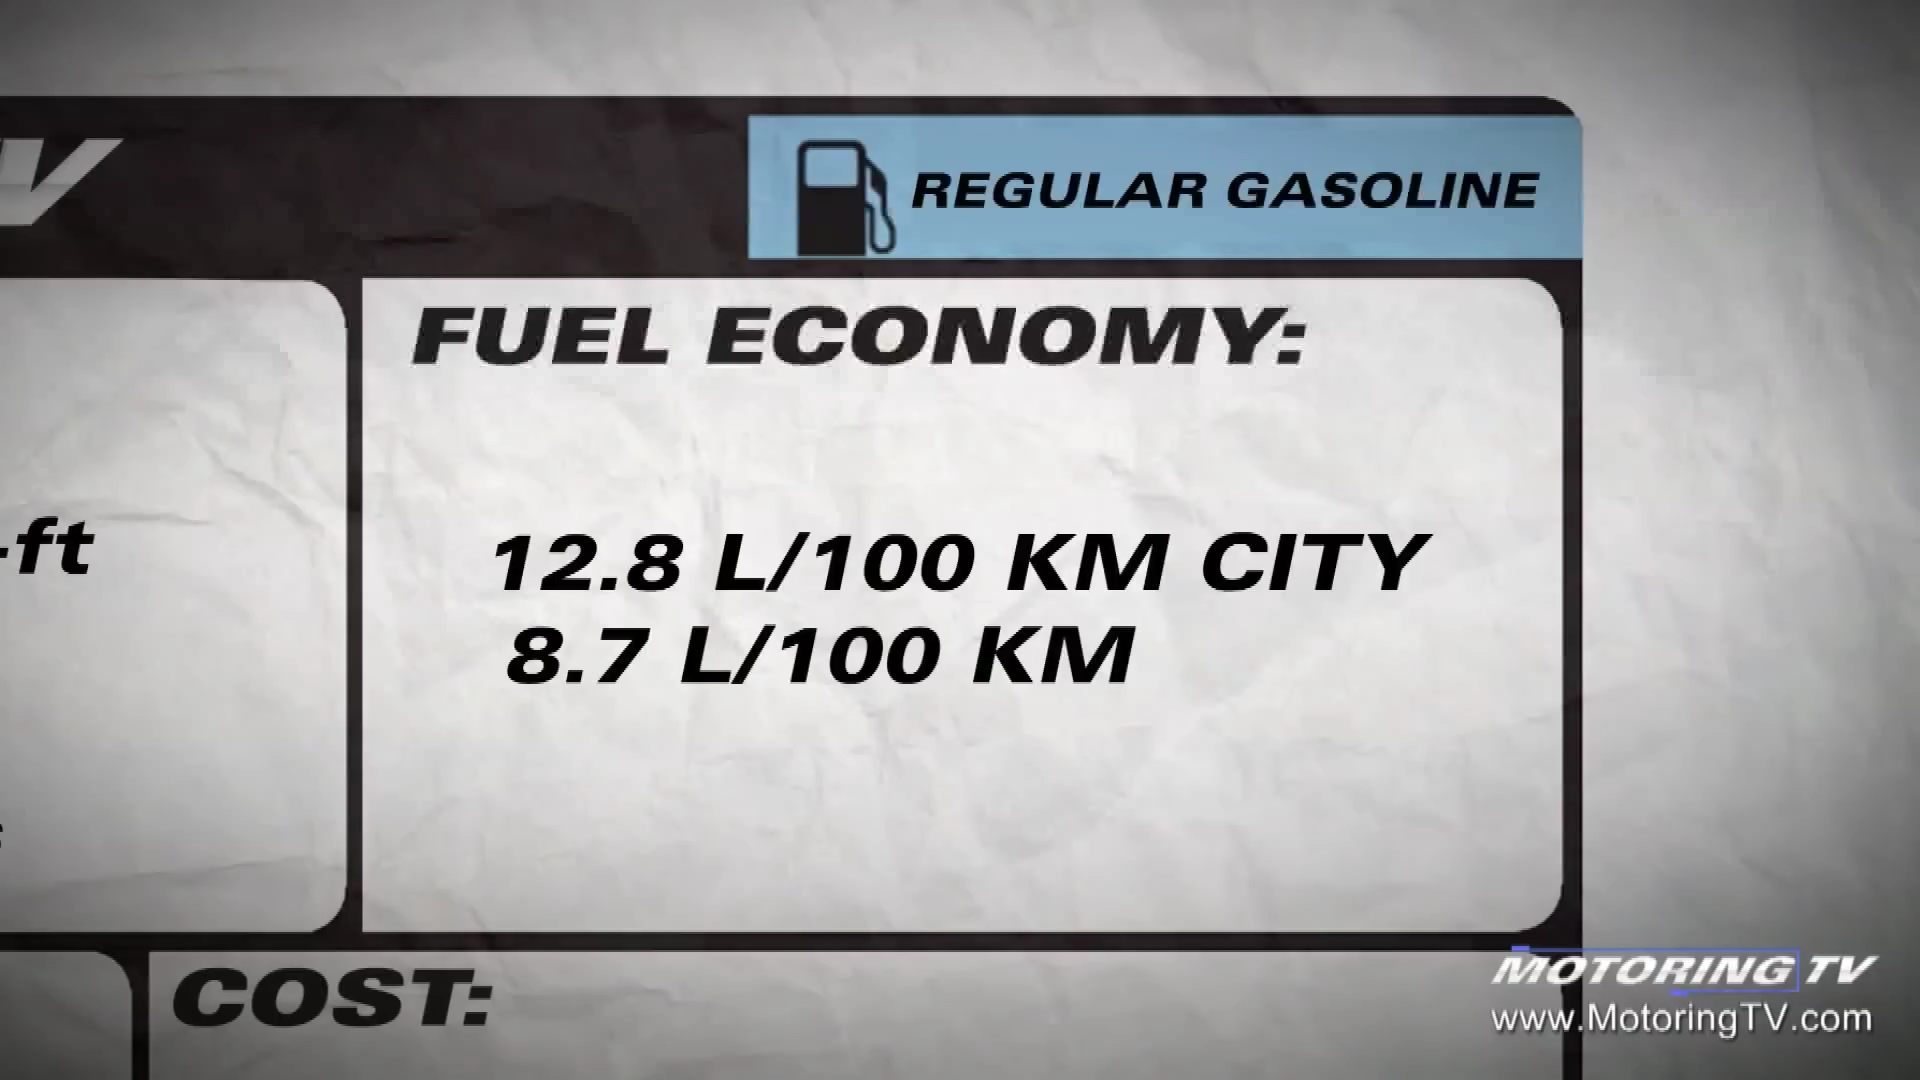 REGULAR GASOLINE
FUEL ECONOMY:
-ft
12.8 L/100 KM CITY
8.7 L/100 KM
COST:
MOTORING TV
www.MotoringTV.com